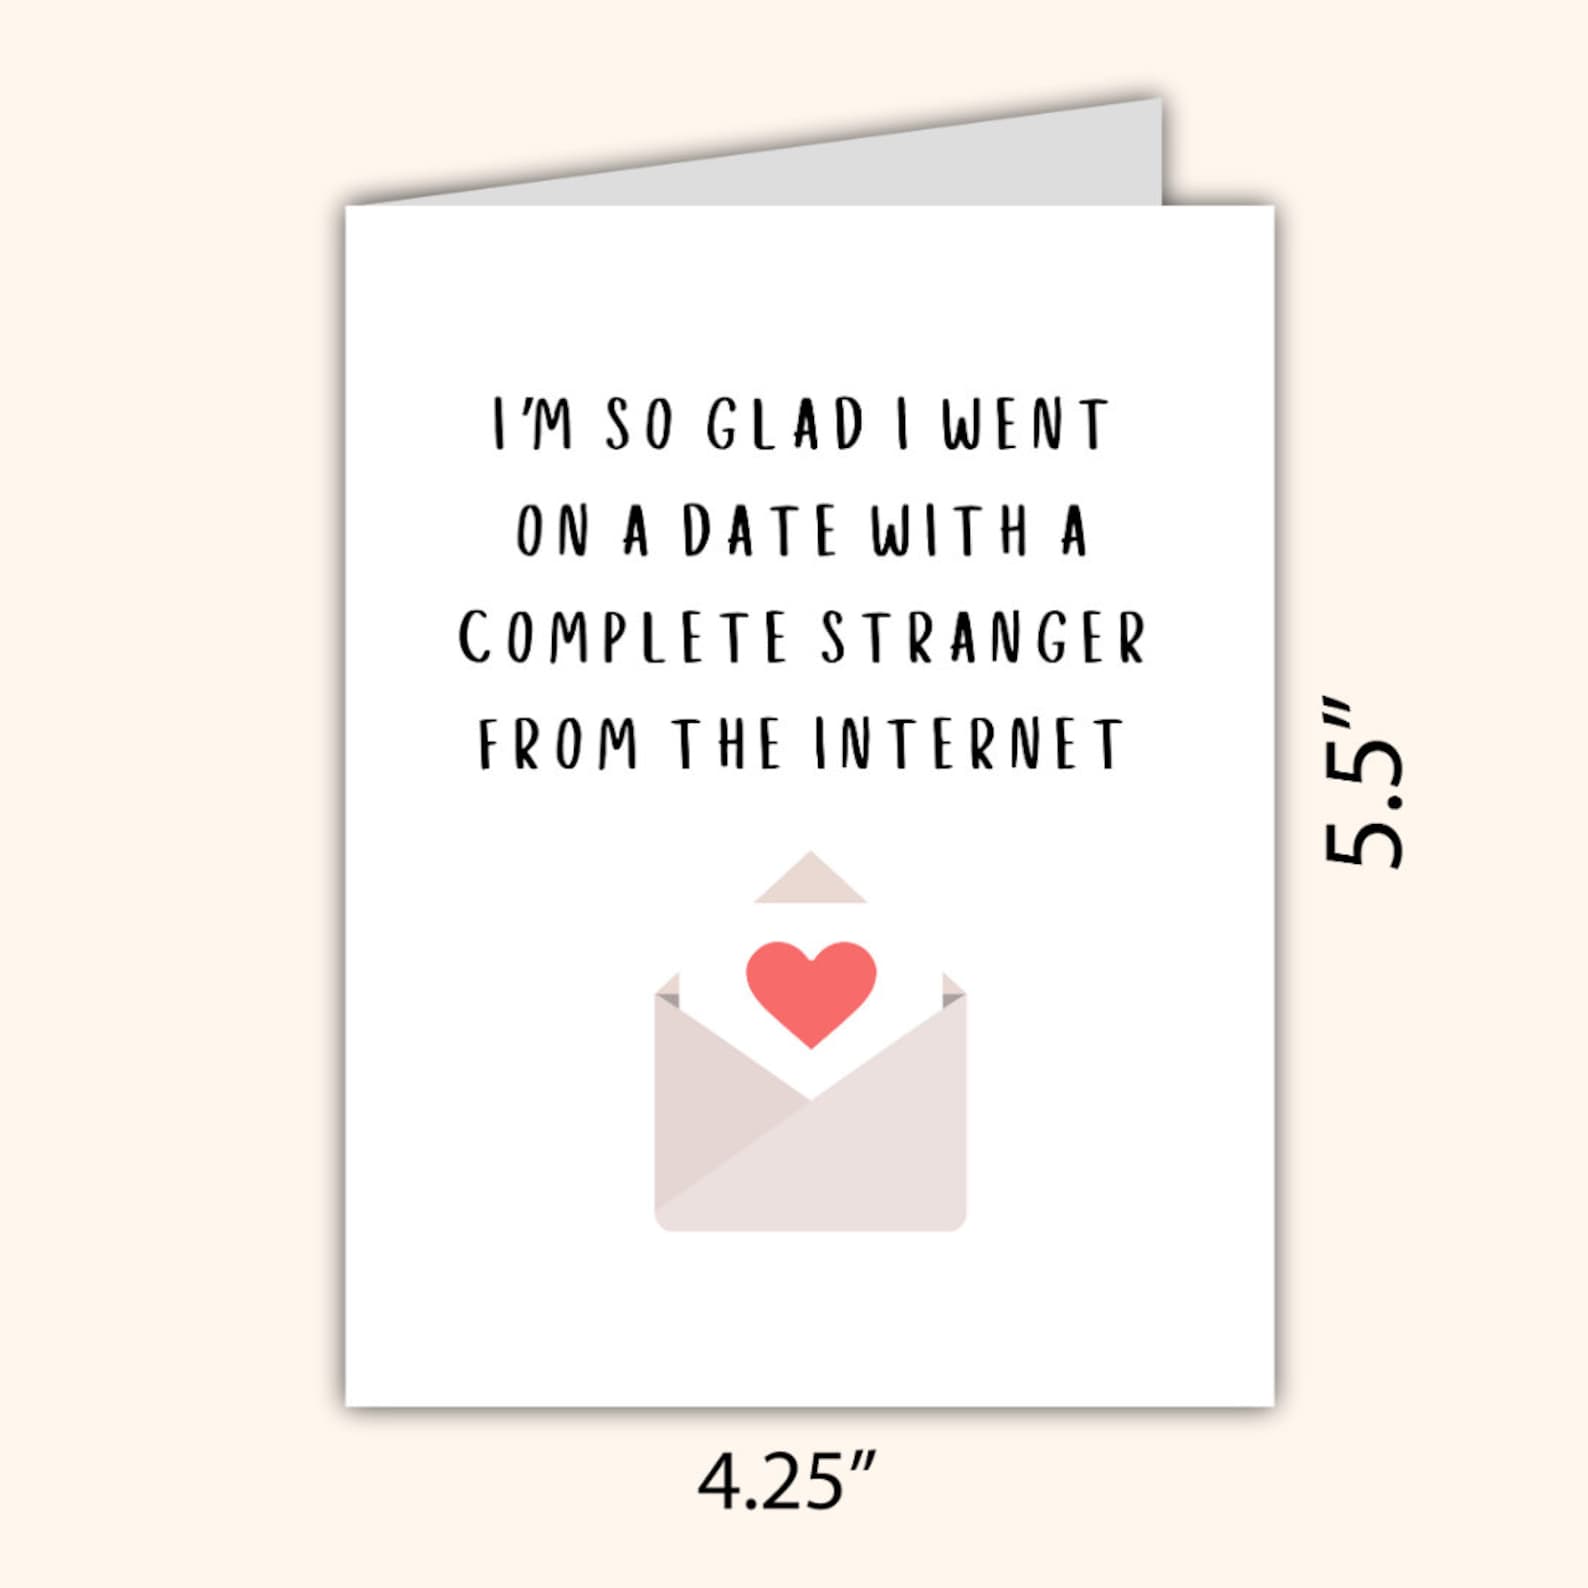 I'M SO GLAD I WENT
ON A DATE WITH A
COMPLETE STRANGER
FROM THE INTERNET
5.5"
4.25"